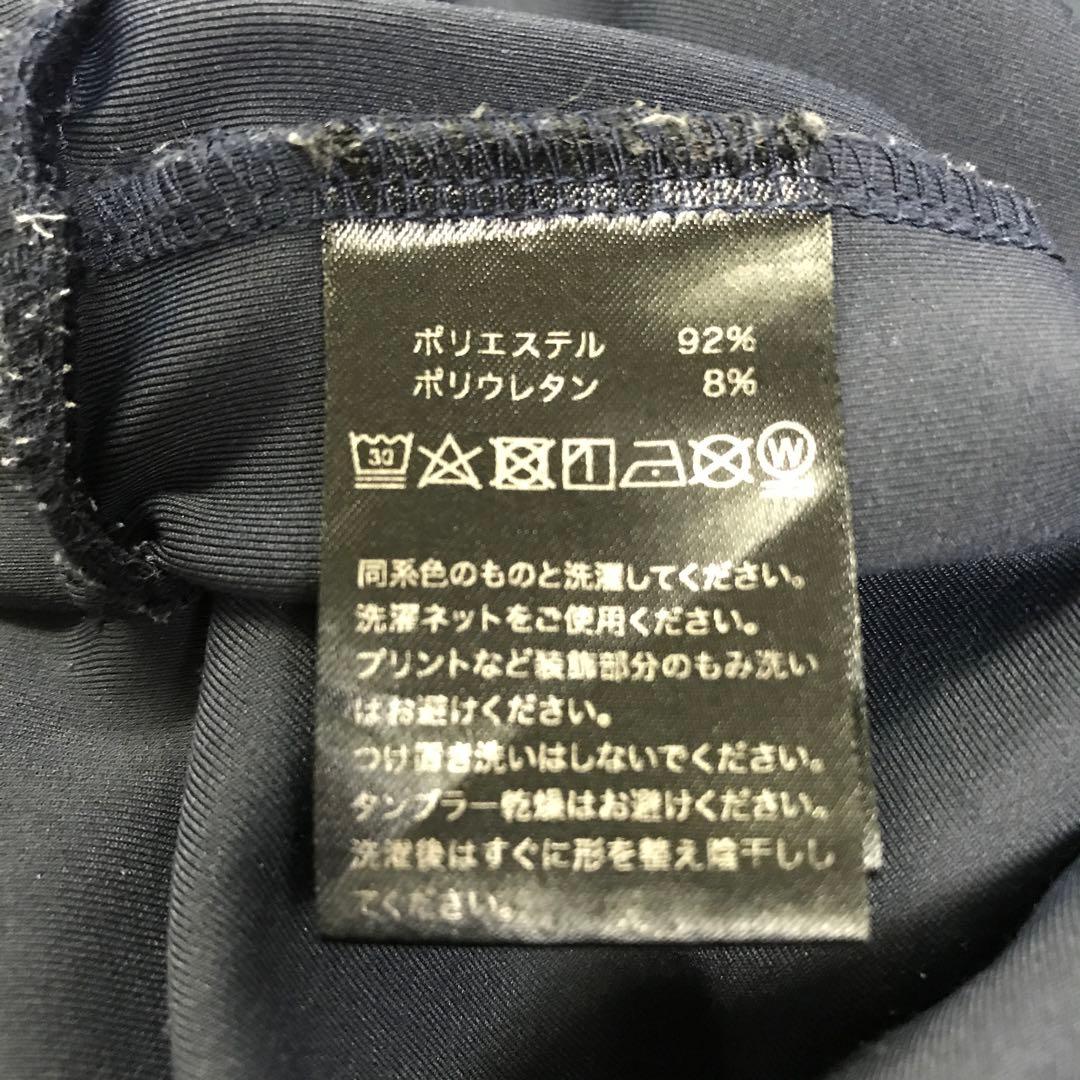 ポリエステル 92%
ポリウレタン 8%
30
W
同系色のものと洗濯してください。
洗濯ネットをご使用ください。
プリントなど装飾部分のもみ洗い
はお避けください。
つけ置き洗いはしないでください。
タンブラー乾燥はお避けください。
洗濯後はすぐに形を整え陰干しし
てください。